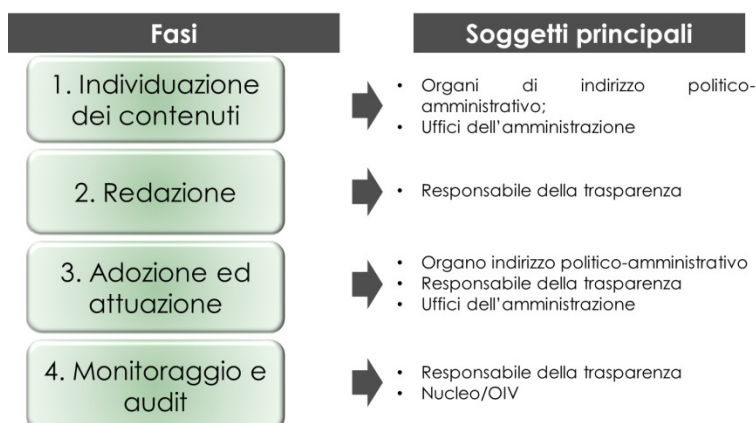 Fasi
Soggetti principali
1. Individuazione
dei contenuti
• Organi di indirizzo politico-
amministrativo;
• Uffici dell'amministrazione
2. Redazione
• Responsabile della trasparenza
3. Adozione ed
attuazione
• Organo indirizzo politico-amministrativo
• Responsabile della trasparenza
• Uffici dell'amministrazione
4. Monitoraggio e
audit
• Responsabile della trasparenza
• Nucleo/OIV